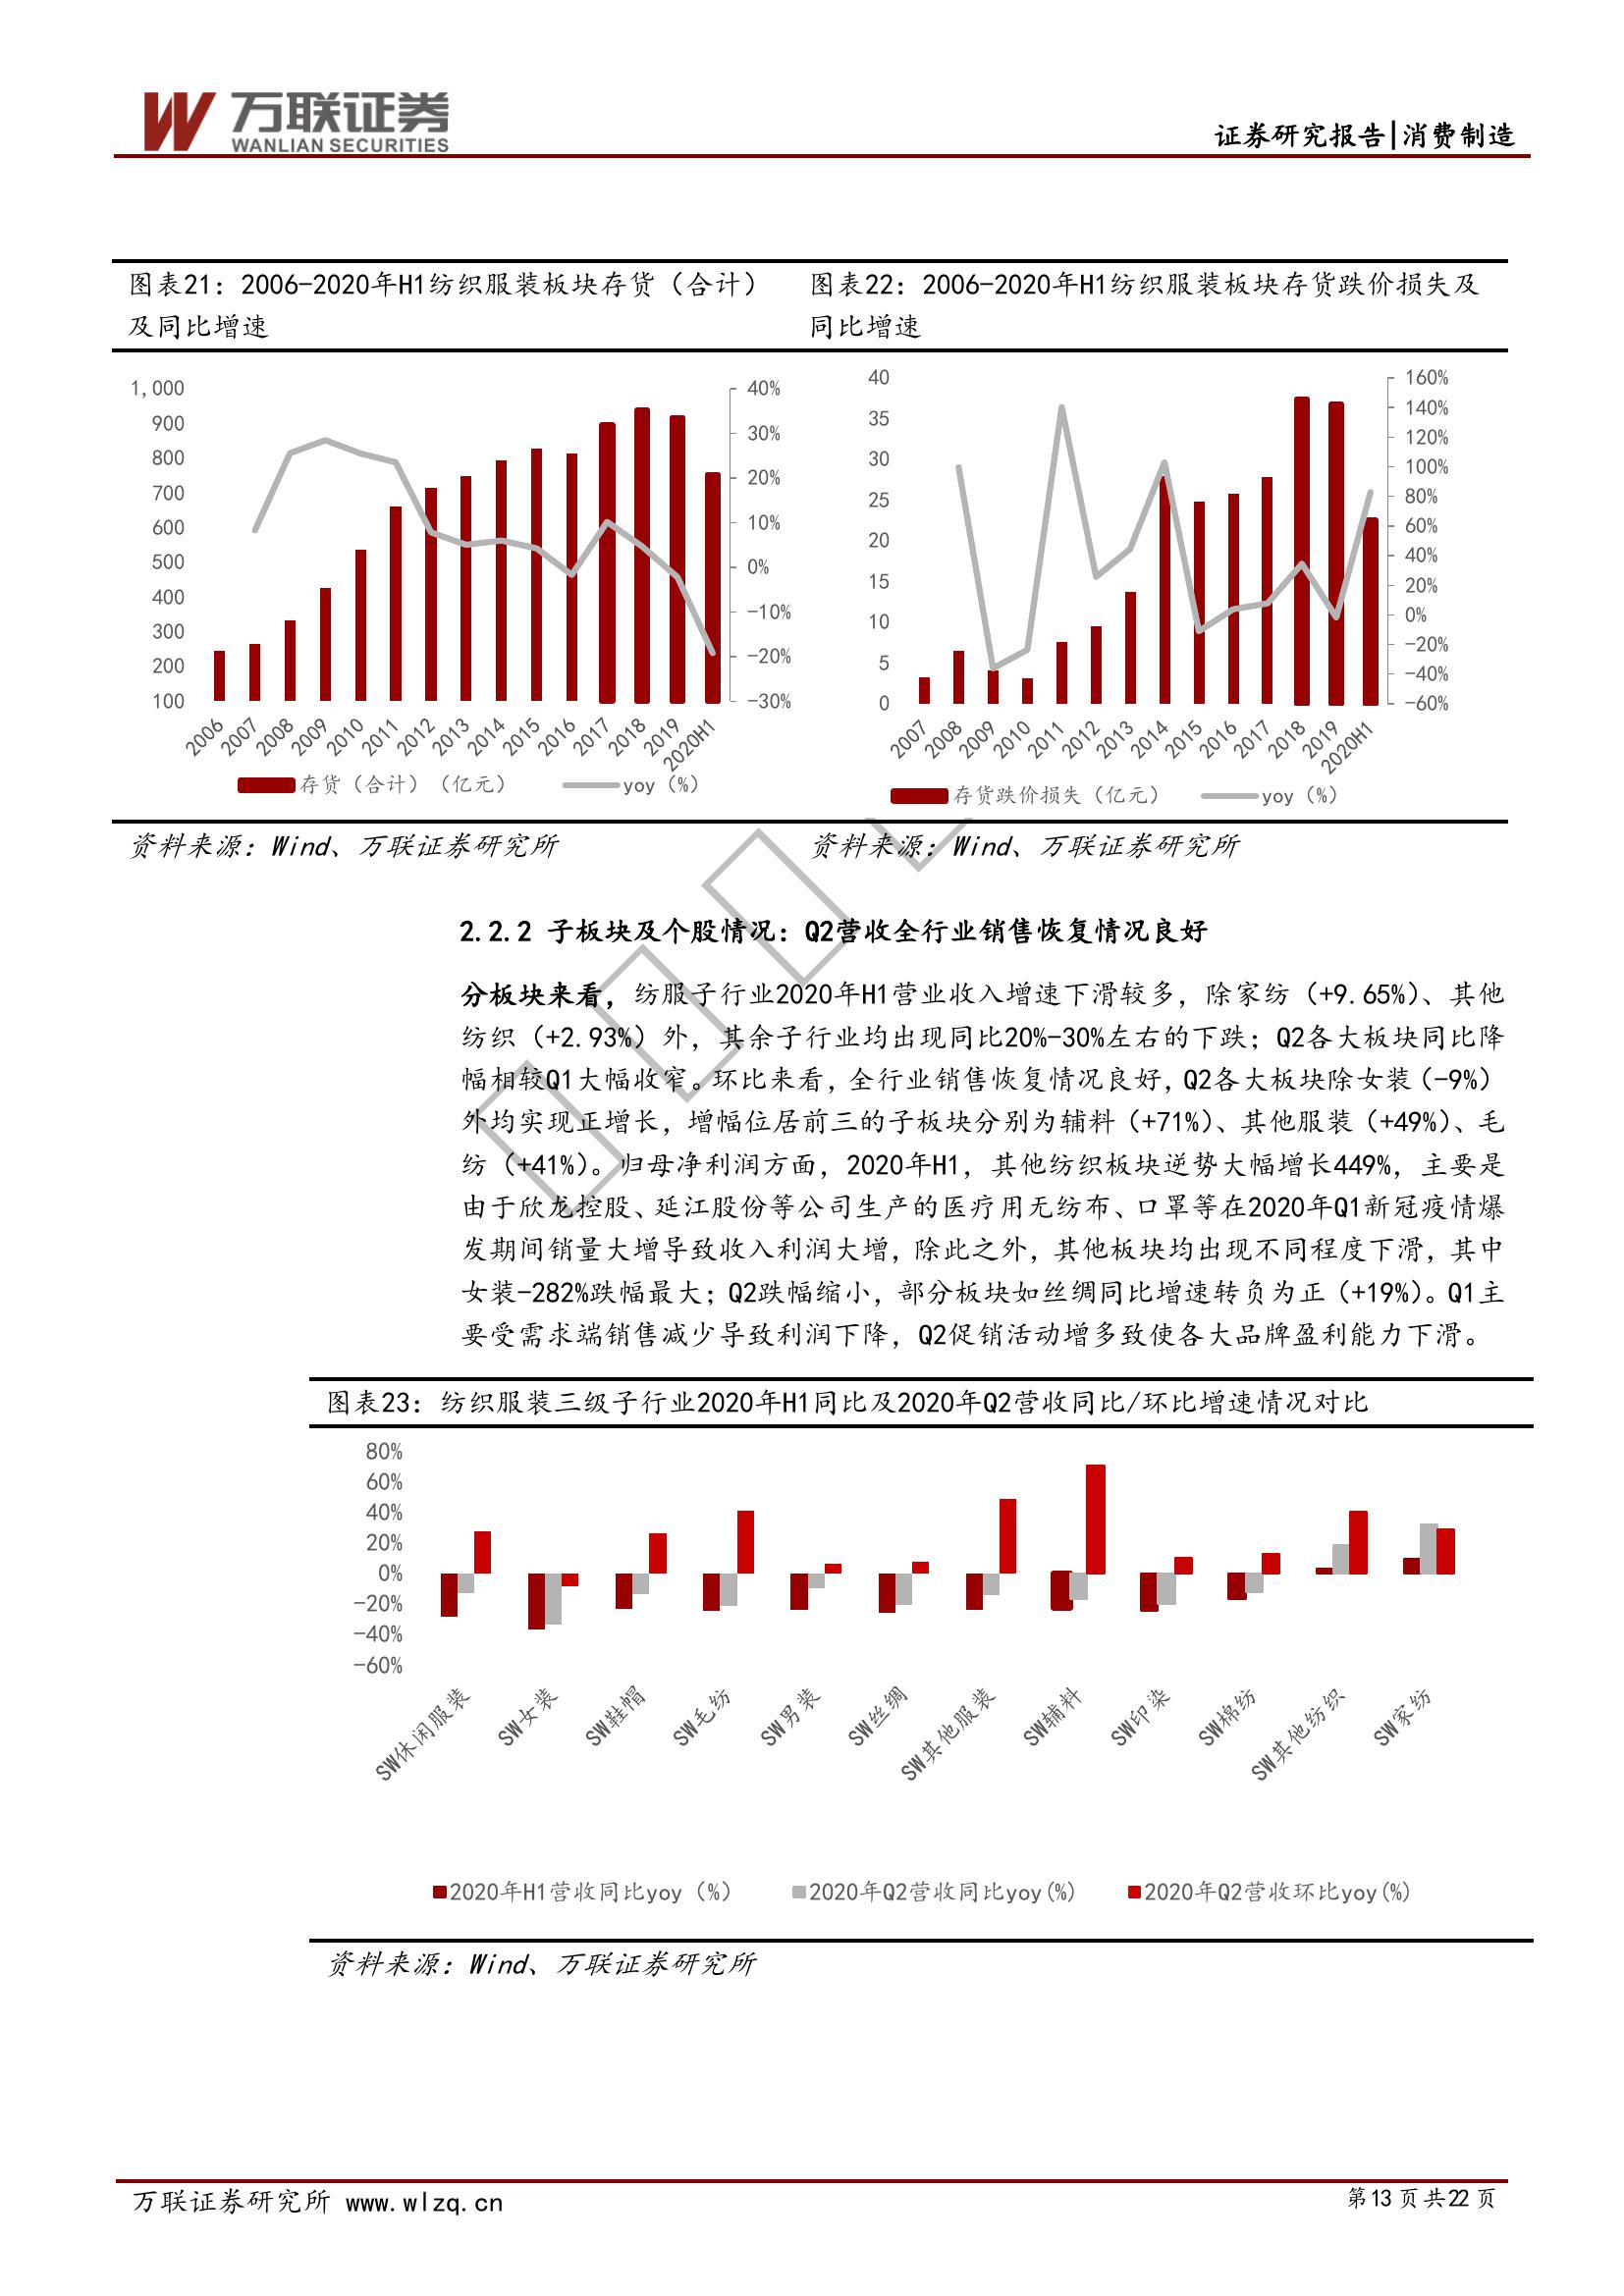 万联证券
WANLIAN SECURITIES
证券研究报告|消费制造
图表21：2006-2020年H1纺织服装板块存货（合计）
及同比增速
图表22：2006-2020年H1纺织服装板块存货跌价损失及
同比增速
1,000
900
800
700
600
500
400
300
200
100
40%
30%
20%
10%
0%
-10%
-20%
-30%
2006
2007
2008
2009
2010
2011
2012
2013
2014
2015
2016
2017
2018
2019
2020H1
存货（合计）（亿元）
yoy（%）
40
35
30
25
20
15
10
5
0
160%
140%
120%
100%
80%
60%
40%
20%
0%
-20%
-40%
-60%
2007
2008
2009
2010
2011
2012
2013
2014
2015
2016
2017
2018
2019
2020H1
存货跌价损失（亿元）
yoy（%）
资料来源：Wind、万联证券研究所
资料来源：Wind、万联证券研究所
2.2.2 子板块及个股情况：Q2营收全行业销售恢复情况良好
分板块来看，纺服子行业2020年H1营业收入增速下滑较多，除家纺（+9.65%）、其他
纺织（+2.93%）外，其余子行业均出现同比20%-30%左右的下跌；Q2各大板块同比降
幅相较Q1大幅收窄。环比来看，全行业销售恢复情况良好，Q2各大板块除女装（-9%）
外均实现正增长，增幅位居前三的子板块分别为辅料（+71%）、其他服装（+49%）、毛
纺（+41%）。归母净利润方面，2020年H1，其他纺织板块逆势大幅增长449%，主要是
由于欣龙控股、延江股份等公司生产的医疗用无纺布、口罩等在2020年Q1新冠疫情爆
发期间销量大增导致收入利润大增，除此之外，其他板块均出现不同程度下滑，其中
女装-282%跌幅最大；Q2跌幅缩小，部分板块如丝绸同比增速转负为正（+19%）。Q1主
要受需求端销售减少导致利润下降，Q2促销活动增多致使各大品牌盈利能力下滑。
图表23：纺织服装三级子行业2020年H1同比及2020年Q2营收同比/环比增速情况对比
80%
60%
40%
20%
0%
-20%
-40%
-60%
SW休闲服装
SW女装
SW鞋帽
SW毛纺
SW男装
SW丝绸
SW其他服装
SW辅料
SW印染
SW棉纺
SW其他纺织
SW家纺
2020年H1营收同比yoy（%）
2020年Q2营收同比yoy(%)
2020年Q2营收环比yoy(%)
资料来源：Wind、万联证券研究所
万联证券研究所 www.wlzq.cn
第13页共22页